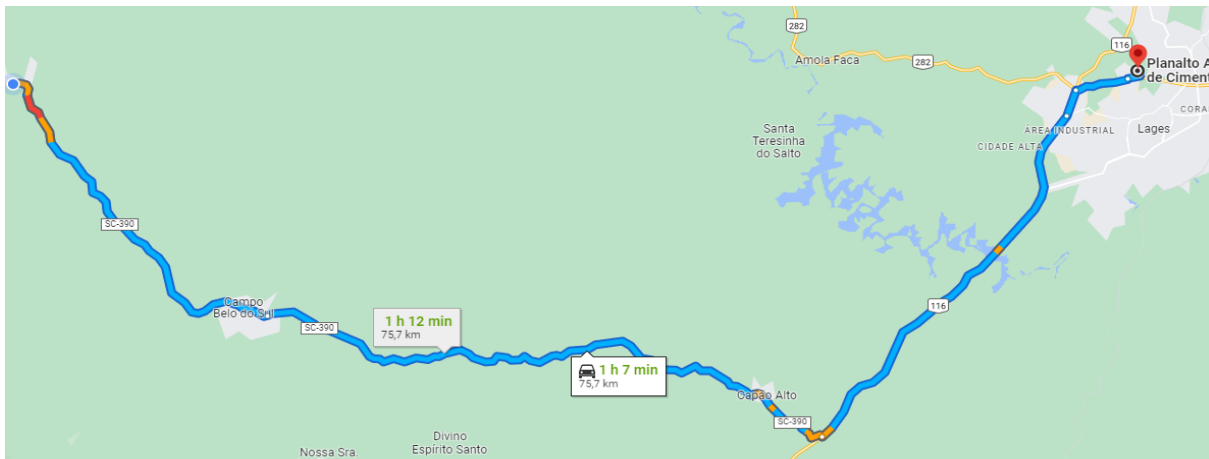 282
116
Amola Faca
282
Planalto A
de Ciment
CORA
Santa
Teresinha
do Salto
ÁREA INDUSTRIAL
Lages
CIDADE ALTA
SC-390
116
Campo
Belo do Sul
1 h 12 min
75,7 km
SC-390
1 h 7 min
75,7 km
Capão Alto
SC-390
Divino
Espírito Santo
Nossa Sra.